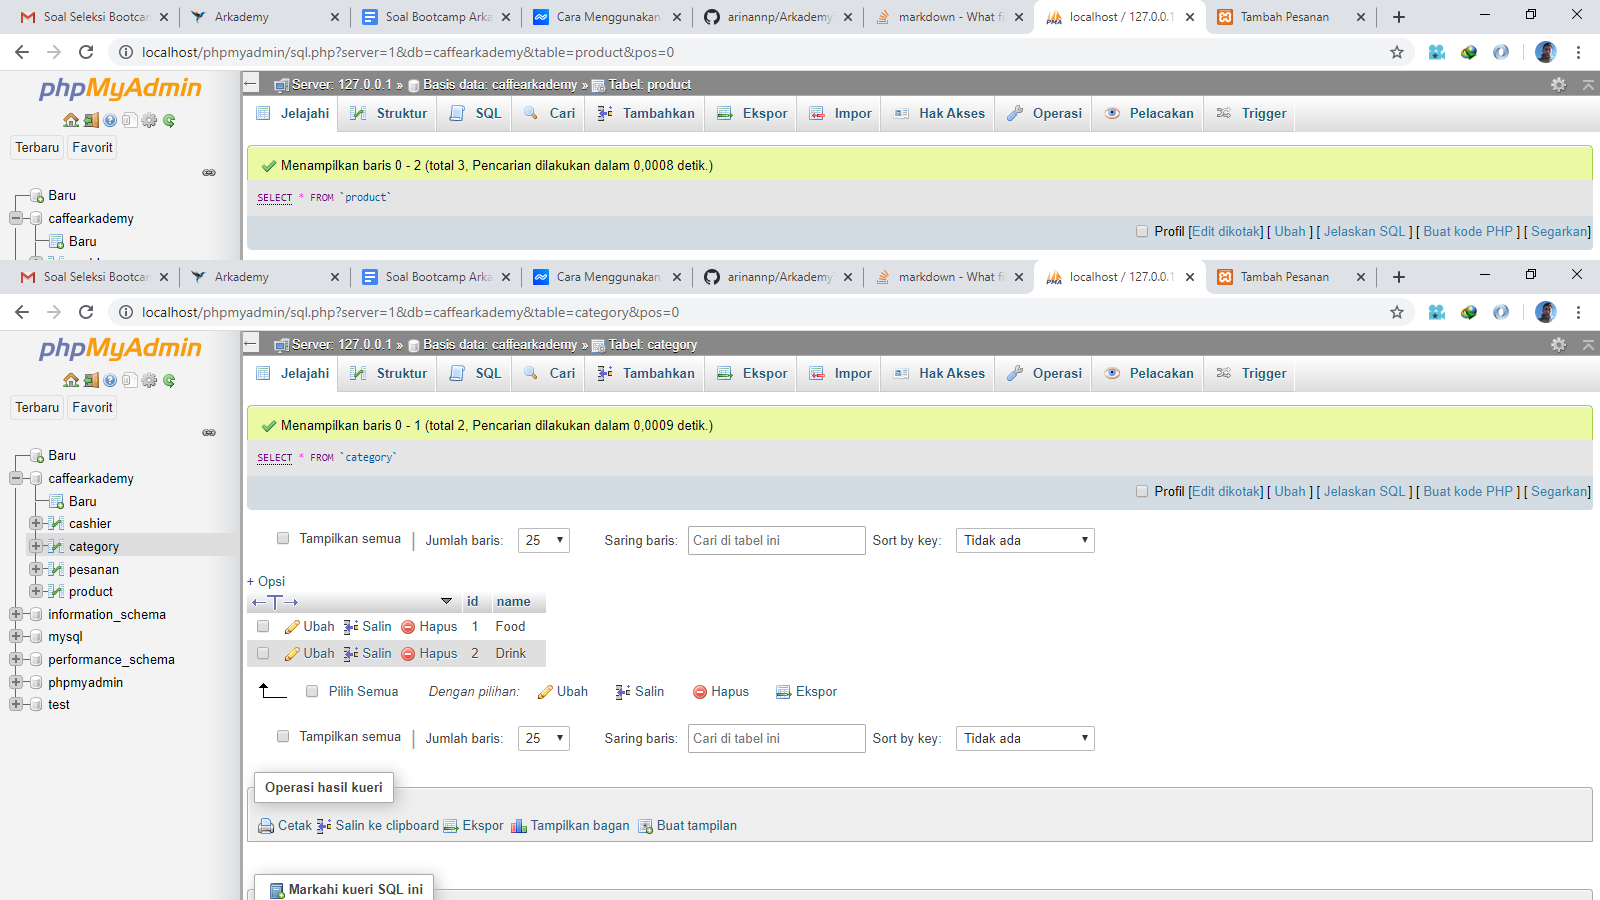 Soal Seleksi Bootcam Arkademy Soal Bootcamp Arka Cara Menggunakan arinannp/Arkademy markdown - What fi localhost / 127.0.0.1 Tambah Pesanan
localhost/phpmyadmin/sql.php?server=1&db=caffearkademy&table=product&pos=0
phpMyAdmin
Server: 127.0.0.1 » Basis data: caffearkademy » Tabel: product
Jelajahi Struktur SQL Cari Tambahkan Ekspor Impor Hak Akses Operasi Pelacakan Trigger
Terbaru Favorit
Menampilkan baris 0 - 2 (total 3, Pencarian dilakukan dalam 0,0008 detik.)
SELECT * FROM `product`
Baru
caffearkademy
Baru
Profil [Edit dikotak] [ Ubah ] [ Jelaskan SQL ] [ Buat kode PHP ] [ Segarkan]
Soal Seleksi Bootcam Arkademy Soal Bootcamp Arka Cara Menggunakan arinannp/Arkademy markdown - What fi localhost / 127.0.0.1 Tambah Pesanan
localhost/phpmyadmin/sql.php?server=1&db=caffearkademy&table=category&pos=0
phpMyAdmin
Server: 127.0.0.1 » Basis data: caffearkademy » Tabel: category
Jelajahi Struktur SQL Cari Tambahkan Ekspor Impor Hak Akses Operasi Pelacakan Trigger
Terbaru Favorit
Menampilkan baris 0 - 1 (total 2, Pencarian dilakukan dalam 0,0009 detik.)
SELECT * FROM `category`
Profil [Edit dikotak] [ Ubah ] [ Jelaskan SQL ] [ Buat kode PHP ] [ Segarkan]
Baru
caffearkademy
Baru
cashier
category
pesanan
product
information_schema
mysql
performance_schema
phpmyadmin
test
Tampilkan semua | Jumlah baris: 25 Saring baris: Cari di tabel ini Sort by key: Tidak ada
+ Opsi
←T→ id name
Ubah Salin Hapus 1 Food
Ubah Salin Hapus 2 Drink
Pilih Semua Dengan pilihan: Ubah Salin Hapus Ekspor
Tampilkan semua | Jumlah baris: 25 Saring baris: Cari di tabel ini Sort by key: Tidak ada
Operasi hasil kueri
Cetak Salin ke clipboard Ekspor Tampilkan bagan Buat tampilan
Markahi kueri SQL ini